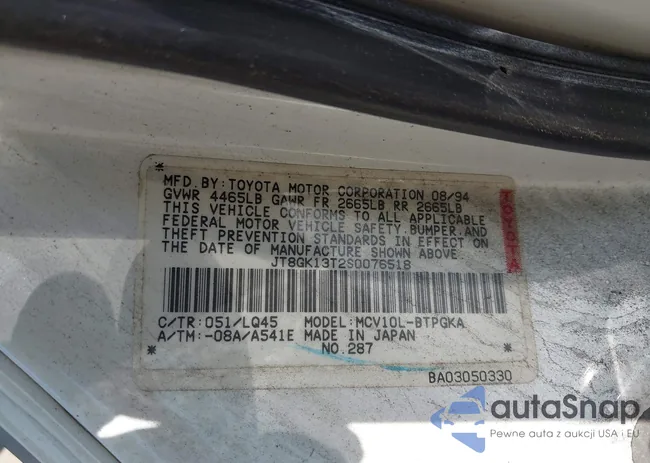 MFD. BY: TOYOTA MOTOR CORPORATION 08/94
GVWR 4465LB GAWR FR 2665LB RR 2665LB
THIS VEHICLE CONFORMS TO ALL APPLICABLE
FEDERAL MOTOR VEHICLE SAFETY, BUMPER, AND
THEFT PREVENTION STANDARDS IN EFFECT ON
THE DATE OF MANUFACTURE SHOWN ABOVE.
JT8GK13T2S0076518
C/TR: 051/LQ45 MODEL: MCV10L-BTPGKA
A/TM: -08A/A541E MADE IN JAPAN
* NO. 287 *
BA03050330
TOYOTA
autoSnap
Pewne auta z aukcji USA i EU